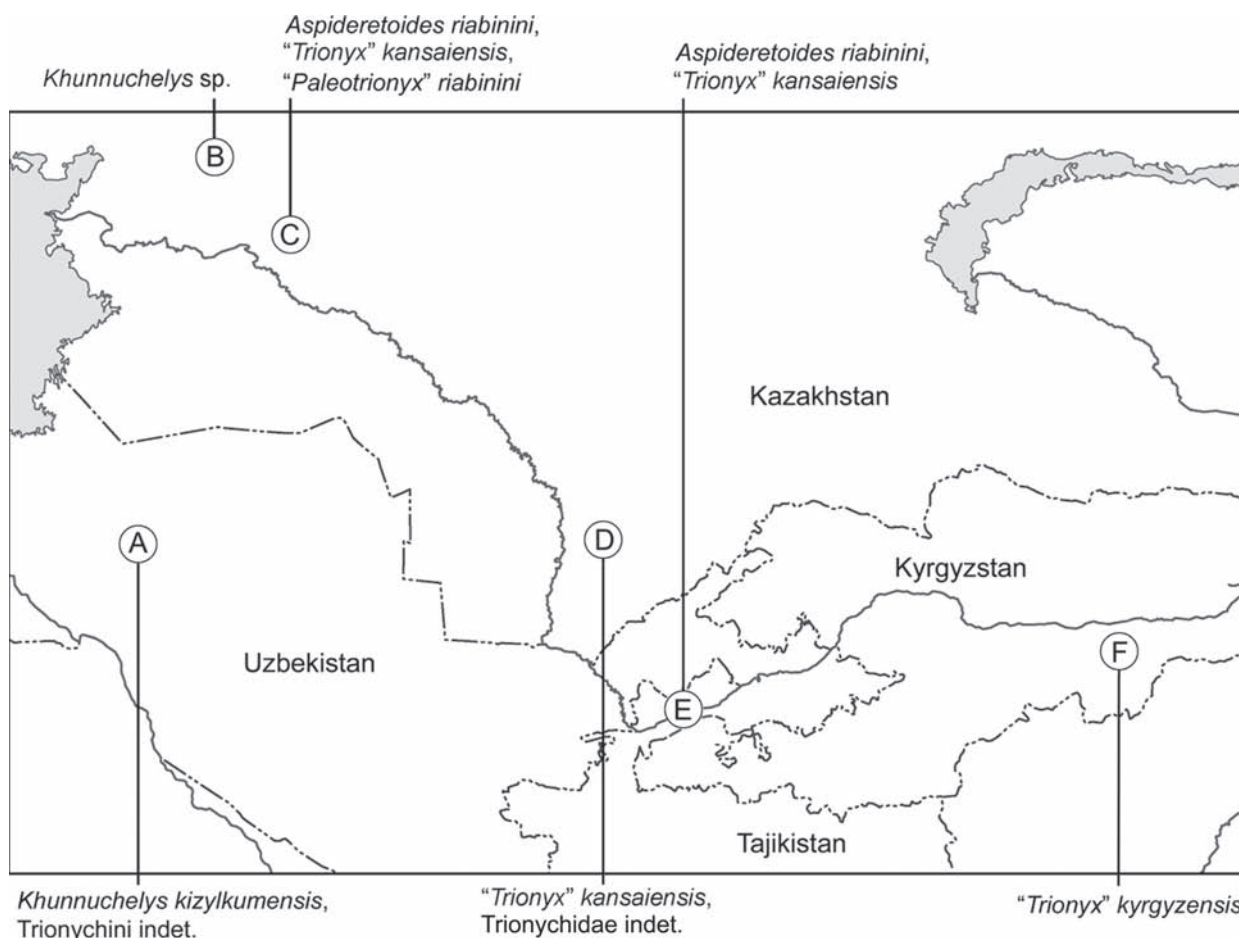 Aspideretoides riabinini,
“Trionyx” kansaiensis,
“Paleotrionyx” riabinini
Aspideretoides riabinini,
“Trionyx” kansaiensis
Khunnuchelys sp.
B
C
Kazakhstan
A
D
Kyrgyzstan
Uzbekistan
F
E
Tajikistan
Khunnuchelys kizylkumensis,
Trionychini indet.
“Trionyx” kansaiensis,
Trionychidae indet.
“Trionyx” kyrgyzensis